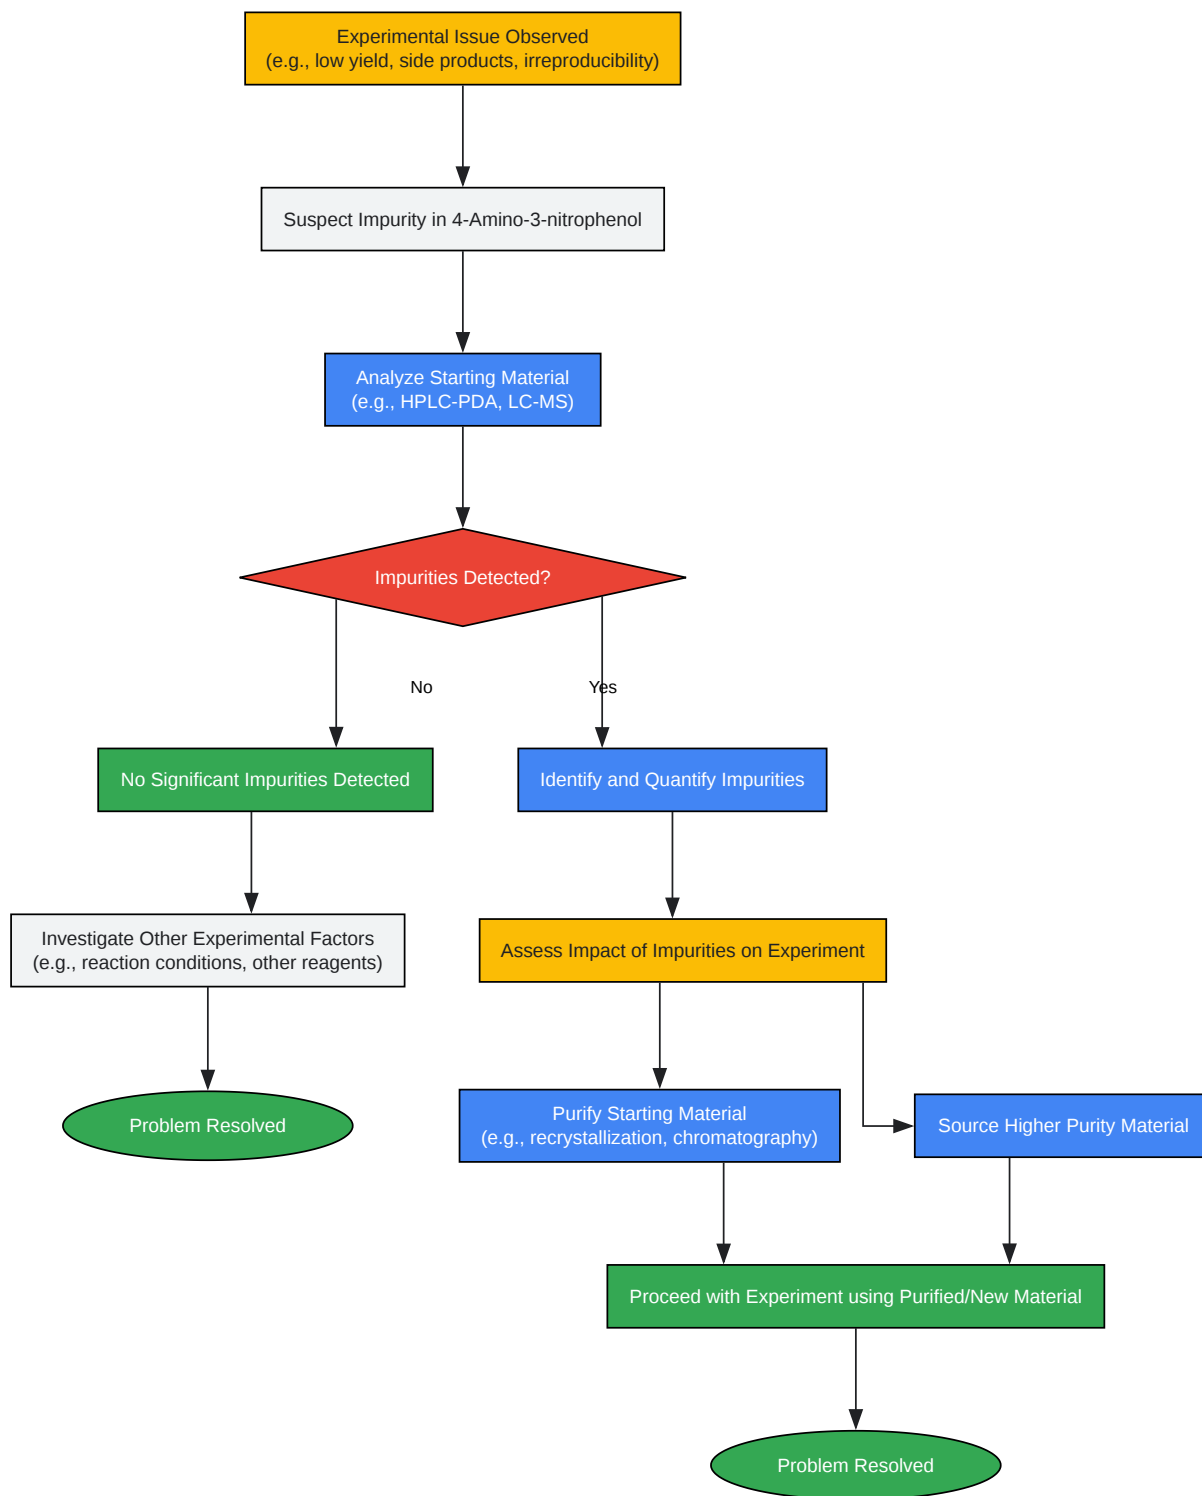 Experimental Issue Observed
(e.g., low yield, side products, irreproducibility)
Suspect Impurity in 4-Amino-3-nitrophenol
Analyze Starting Material
(e.g., HPLC-PDA, LC-MS)
Impurities Detected?
No
Yes
No Significant Impurities Detected
Identify and Quantify Impurities
Investigate Other Experimental Factors
(e.g., reaction conditions, other reagents)
Assess Impact of Impurities on Experiment
Problem Resolved
Purify Starting Material
(e.g., recrystallization, chromatography)
Source Higher Purity Material
Proceed with Experiment using Purified/New Material
Problem Resolved